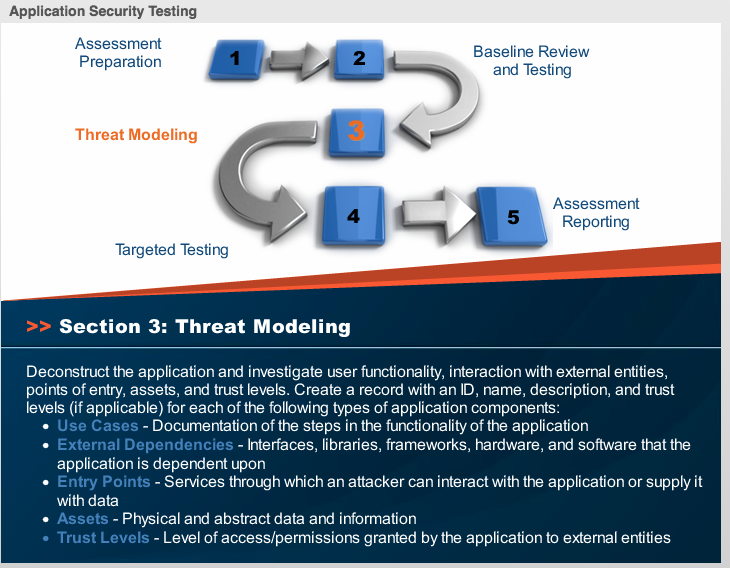 Application Security Testing
Assessment
Preparation
1
2
Baseline Review
and Testing
Threat Modeling
3
4
5
Assessment
Reporting
Targeted Testing
>> Section 3: Threat Modeling
Deconstruct the application and investigate user functionality, interaction with external entities,
points of entry, assets, and trust levels. Create a record with an ID, name, description, and trust
levels (if applicable) for each of the following types of application components:
• Use Cases - Documentation of the steps in the functionality of the application
• External Dependencies - Interfaces, libraries, frameworks, hardware, and software that the
application is dependent upon
• Entry Points - Services through which an attacker can interact with the application or supply it
with data
• Assets - Physical and abstract data and information
• Trust Levels - Level of access/permissions granted by the application to external entities